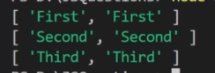 [ 'First', 'First' ]
[ 'Second', 'Second' ]
[ 'Third', 'Third' ]